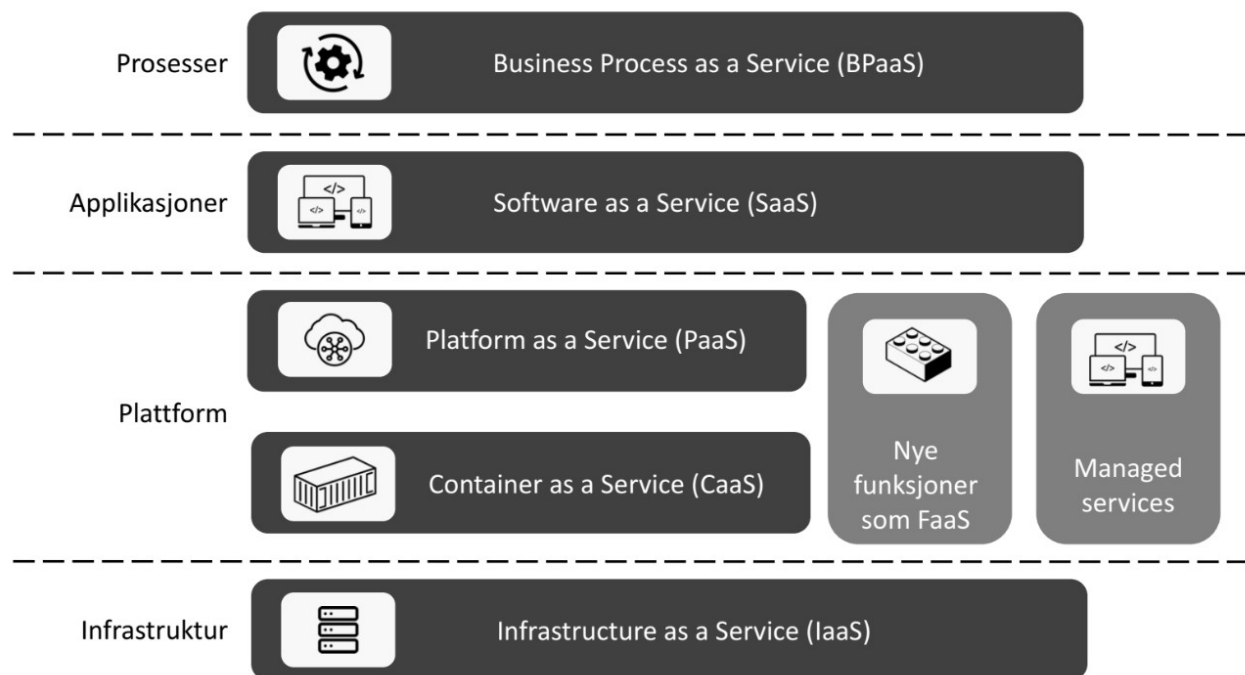 Prosesser
Business Process as a Service (BPaaS)
Applikasjoner
</>
</>
</>
Software as a Service (SaaS)
Plattform
Platform as a Service (PaaS)
Container as a Service (CaaS)
Nye
funksjoner
som FaaS
</>
</>
</>
Managed
services
Infrastruktur
Infrastructure as a Service (IaaS)